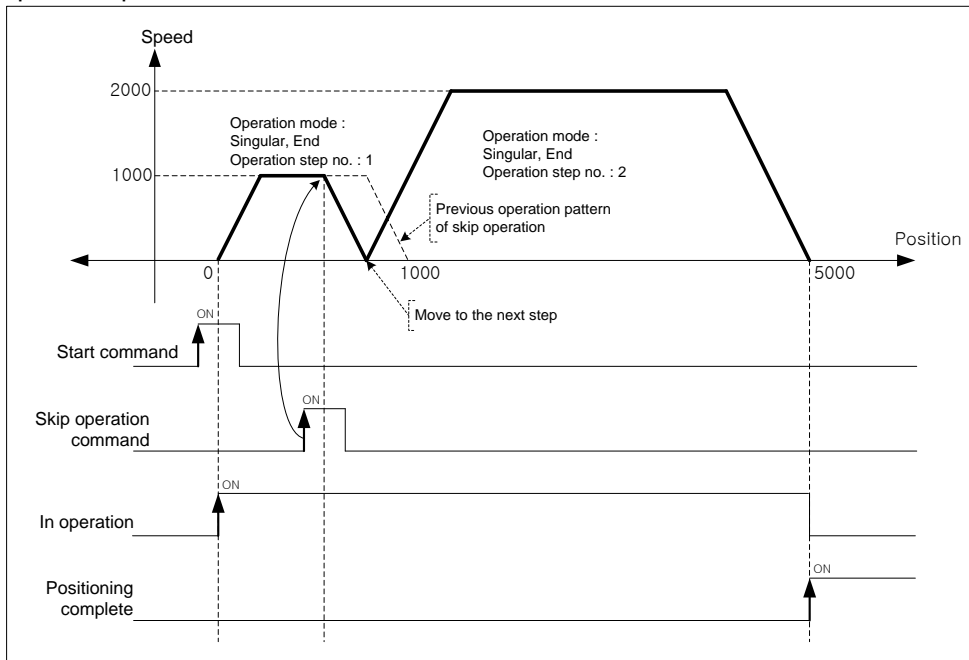 Speed
2000
Operation mode :
Singular, End
Operation step no. : 1
Operation mode :
Singular, End
Operation step no. : 2
1000
Previous operation pattern
of skip operation
Position
0
1000
5000
Move to the next step
ON
Start command
ON
Skip operation
command
ON
In operation
ON
Positioning
complete